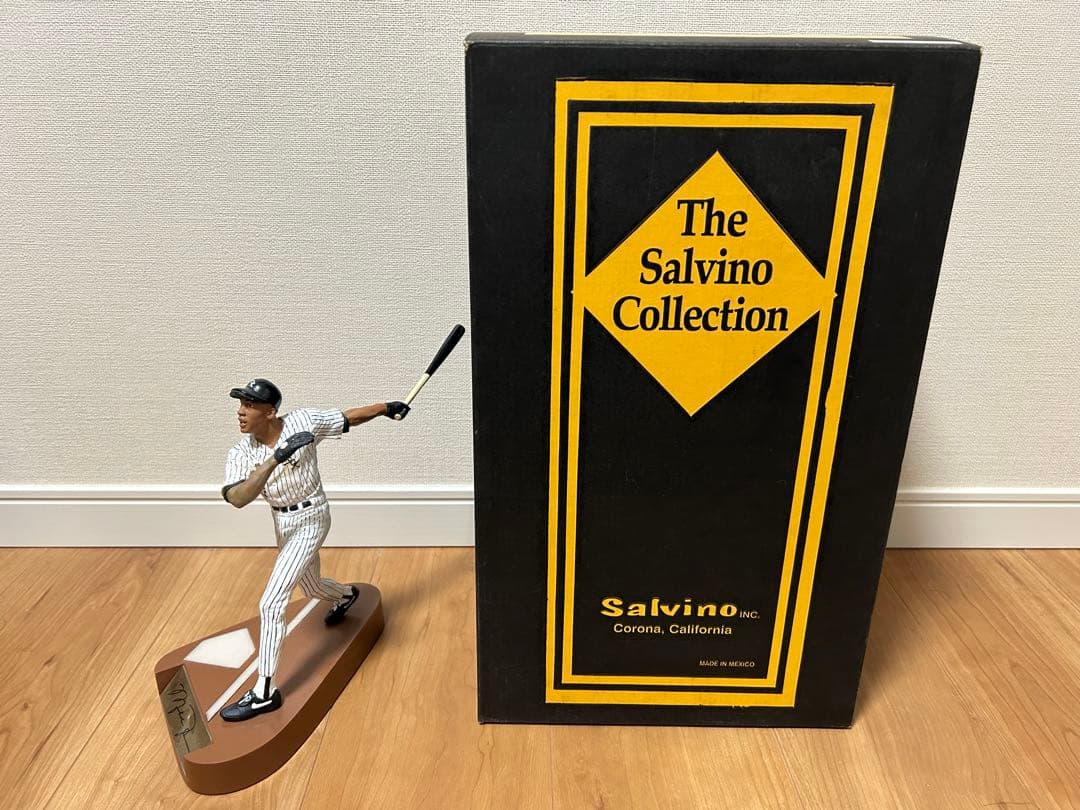 The
Salvino
Collection
Salvino INC.
Corona, California
MADE IN MEXICO